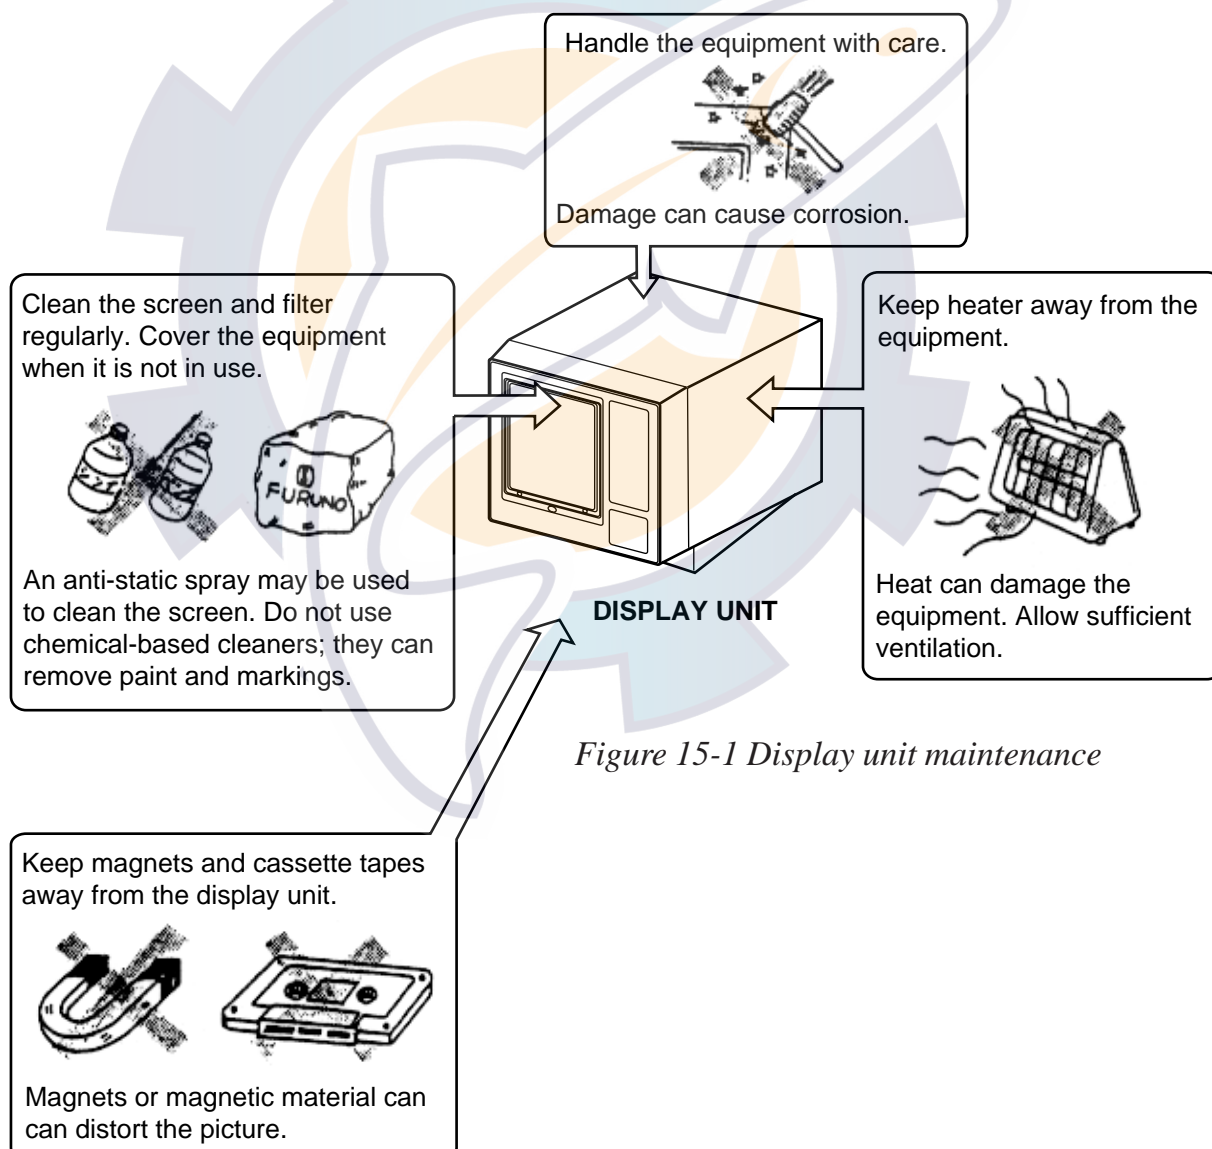 Handle the equipment with care.
Damage can cause corrosion.
Clean the screen and filter
regularly. Cover the equipment
when it is not in use.
FURUNO
An anti-static spray may be used
to clean the screen. Do not use
chemical-based cleaners; they can
remove paint and markings.
Keep heater away from the
equipment.
Heat can damage the
equipment. Allow sufficient
ventilation.
DISPLAY UNIT
Figure 15-1 Display unit maintenance
Keep magnets and cassette tapes
away from the display unit.
Magnets or magnetic material can
can distort the picture.